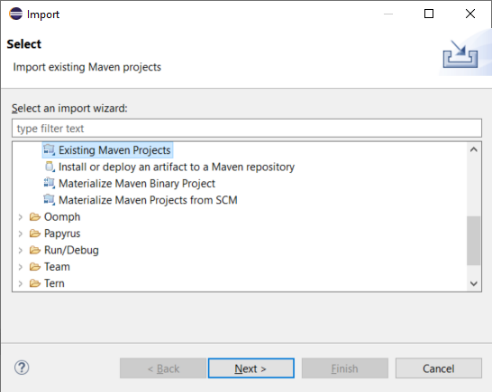 Import
Select
Import existing Maven projects
Select an import wizard:
type filter text
Existing Maven Projects
Install or deploy an artifact to a Maven repository
Materialize Maven Binary Project
Materialize Maven Projects from SCM
Oomph
Papyrus
Run/Debug
Team
Tern
? < Back Next > Finish Cancel